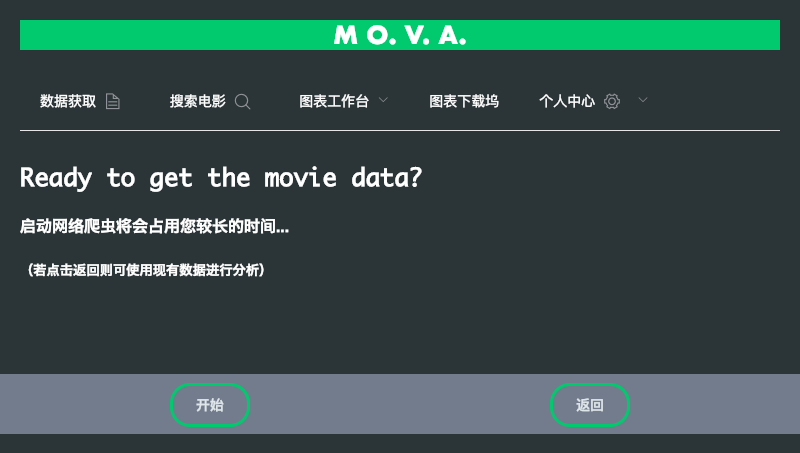 M O. V. A.
数据获取 搜索电影 图表工作台 图表下载坞 个人中心
Ready to get the movie data?
启动网络爬虫将会占用您较长的时间...
（若点击返回则可使用现有数据进行分析）
开始 返回